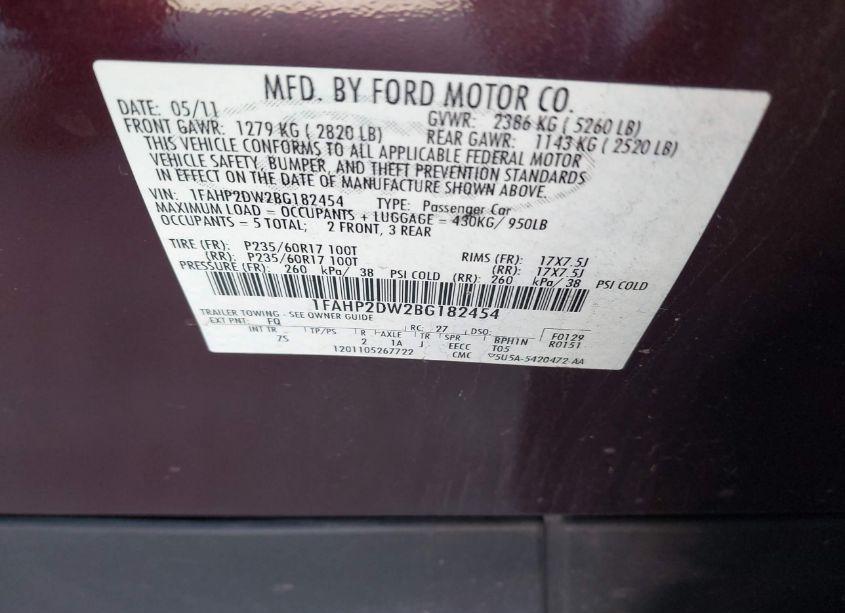 MFD. BY FORD MOTOR CO.
DATE: 05/11 GVWR: 2386 KG ( 5260 LB)
FRONT GAWR: 1279 KG ( 2820 LB) REAR GAWR: 1143 KG ( 2520 LB)
THIS VEHICLE CONFORMS TO ALL APPLICABLE FEDERAL MOTOR
VEHICLE SAFETY, BUMPER, AND THEFT PREVENTION STANDARDS
IN EFFECT ON THE DATE OF MANUFACTURE SHOWN ABOVE.
VIN: 1FAHP2DW2BG182454 TYPE: Passenger Car
MAXIMUM LOAD = OCCUPANTS + LUGGAGE = 430KG/ 950LB
OCCUPANTS = 5 TOTAL; 2 FRONT, 3 REAR
TIRE (FR): P235/60R17 100T RIMS (FR): 17X7.5J
(RR): P235/60R17 100T (RR): 17X7.5J
PRESSURE (FR): 260 kPa/ 38 PSI COLD (RR): 260 kPa/ 38 PSI COLD
1FAHP2DW2BG182454
TRAILER TOWING - SEE OWNER GUIDE
EXT PNT: FQ RC: 27 DSO: F0129
INT TR TP/PS R AXLE TR SPR BPH1N R0151
7S 2 1A J EECC T05
1201105267722 CMC 5U5A-5420472-AA